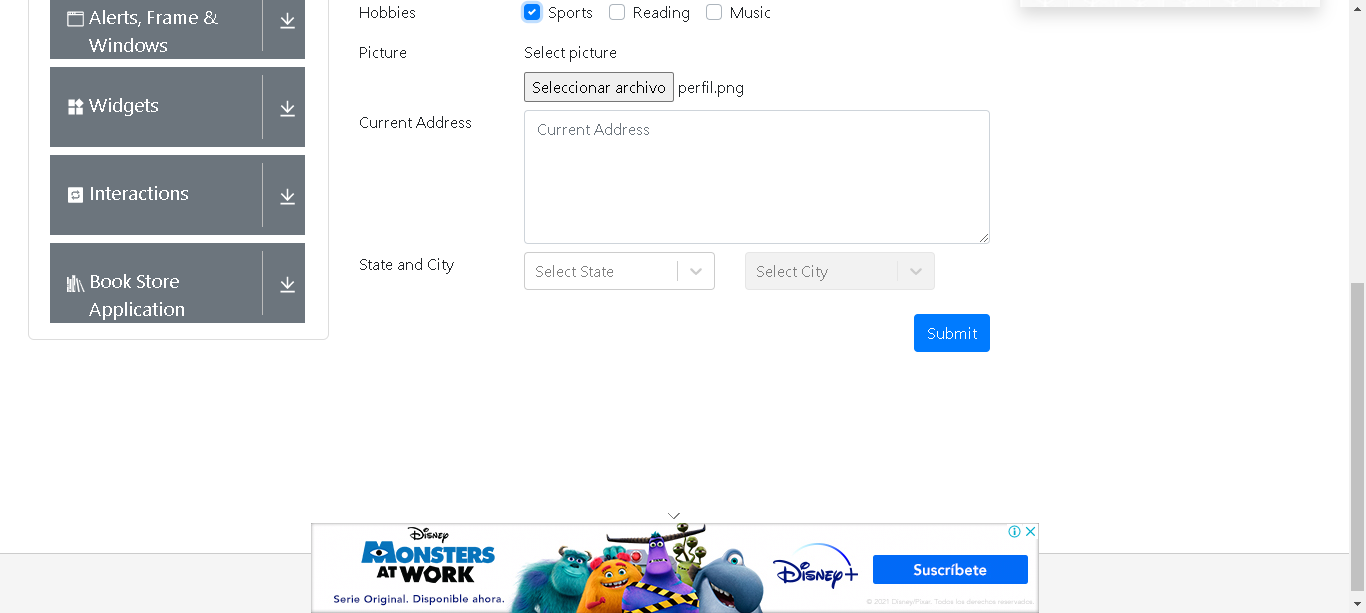 Alerts, Frame &
Windows
Widgets
Interactions
Book Store
Application
Hobbies
Sports Reading Music
Picture
Select picture
Seleccionar archivo perfil.png
Current Address
Current Address
State and City
Select State
Select City
Submit
Disney
MONSTERS
AT WORK
Serie Original. Disponible ahora.
Disney+
Suscríbete
© 2021 Disney/Pixar. Todos los derechos reservados.